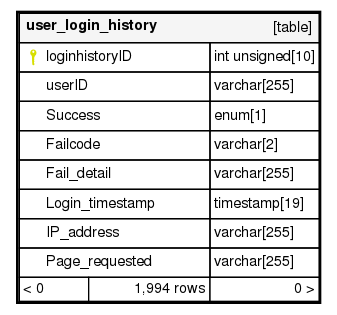 user_login_history [table]
loginhistoryID int unsigned[10]
userID varchar[255]
Success enum[1]
Failcode varchar[2]
Fail_detail varchar[255]
Login_timestamp timestamp[19]
IP_address varchar[255]
Page_requested varchar[255]
< 0 1,994 rows 0 >